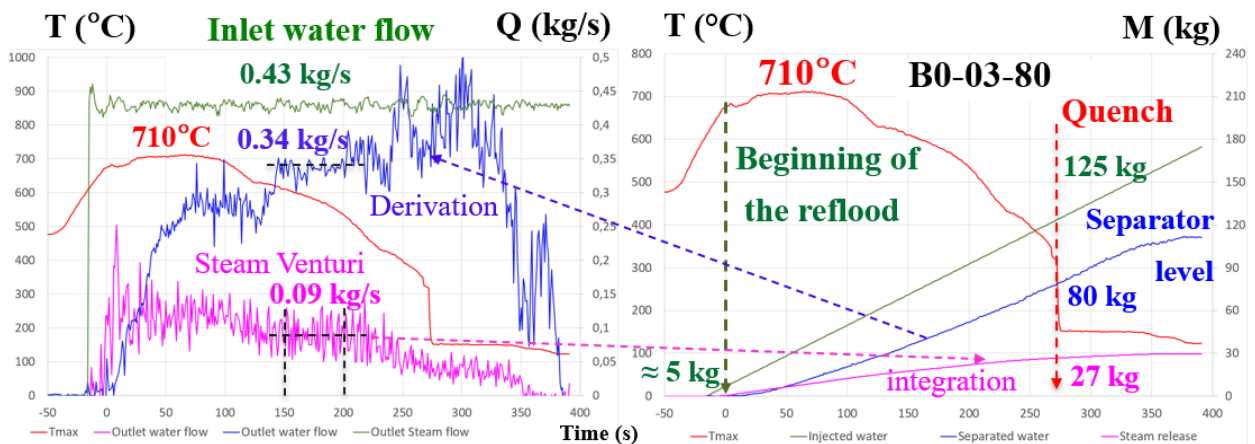 T (°C)
Inlet water flow
Q (kg/s)
1000
900
800
700
600
500
400
300
200
100
0
0,5
0,45
0,4
0,35
0,3
0,25
0,2
0,15
0,1
0,05
0
0.43 kg/s
710°C
0.34 kg/s
Derivation
Steam Venturi
0.09 kg/s
-50 0 50 100 150 200 250 300 350 400
Tmax Outlet water flow Outlet water flow Outlet Steam flow
Time (s)
T (°C)
M (kg)
800
700
600
500
400
300
200
100
0
240
210
180
150
120
90
60
30
0
710°C
B0-03-80
Quench
Beginning of
the reflood
125 kg
Separator
level
80 kg
≈ 5 kg
integration
27 kg
-50 0 50 100 150 200 250 300 350 400
Tmax Injected water Separated water Steam release